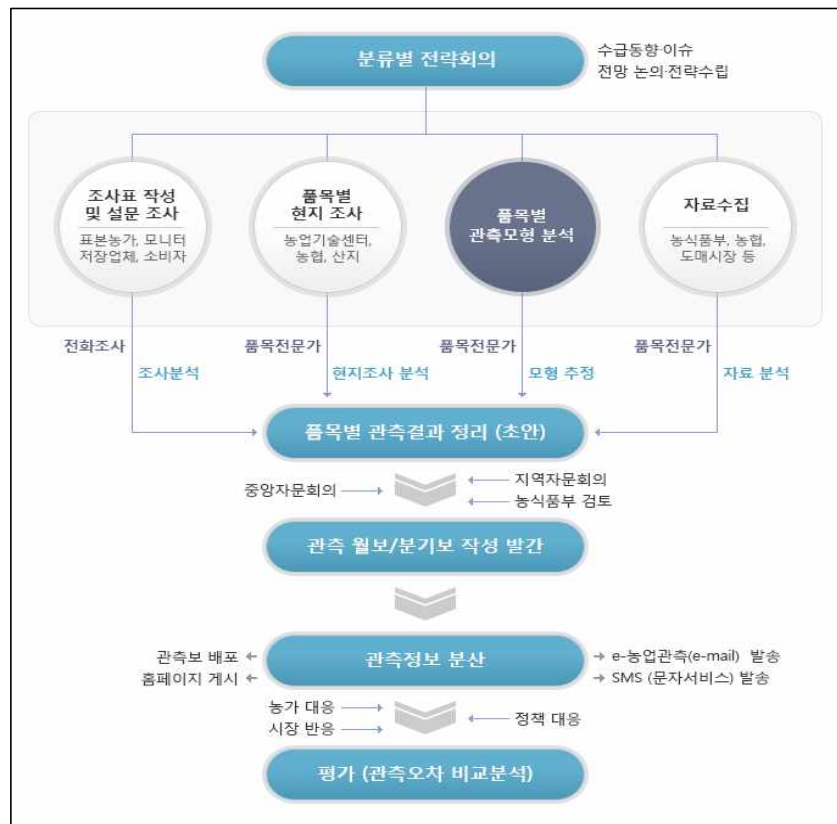 분류별 전략회의
수급동향·이슈
전망 논의·전략수립
조사표 작성
및 설문 조사
표본농가, 모니터
저장업체, 소비자
품목별
현지 조사
농업기술센터,
농협, 산지
품목별
관측모형 분석
자료수집
농식품부, 농협,
도매시장 등
전화조사
조사분석
품목전문가
현지조사 분석
품목전문가
모형 추정
품목전문가
자료 분석
품목별 관측결과 정리 (초안)
중앙자문회의
지역자문회의
농식품부 검토
관측 월보/분기보 작성 발간
관측보 배포
홈페이지 게시
관측정보 분산
e-농업관측(e-mail) 발송
SMS (문자서비스) 발송
농가 대응
시장 반응
정책 대응
평가 (관측오차 비교분석)